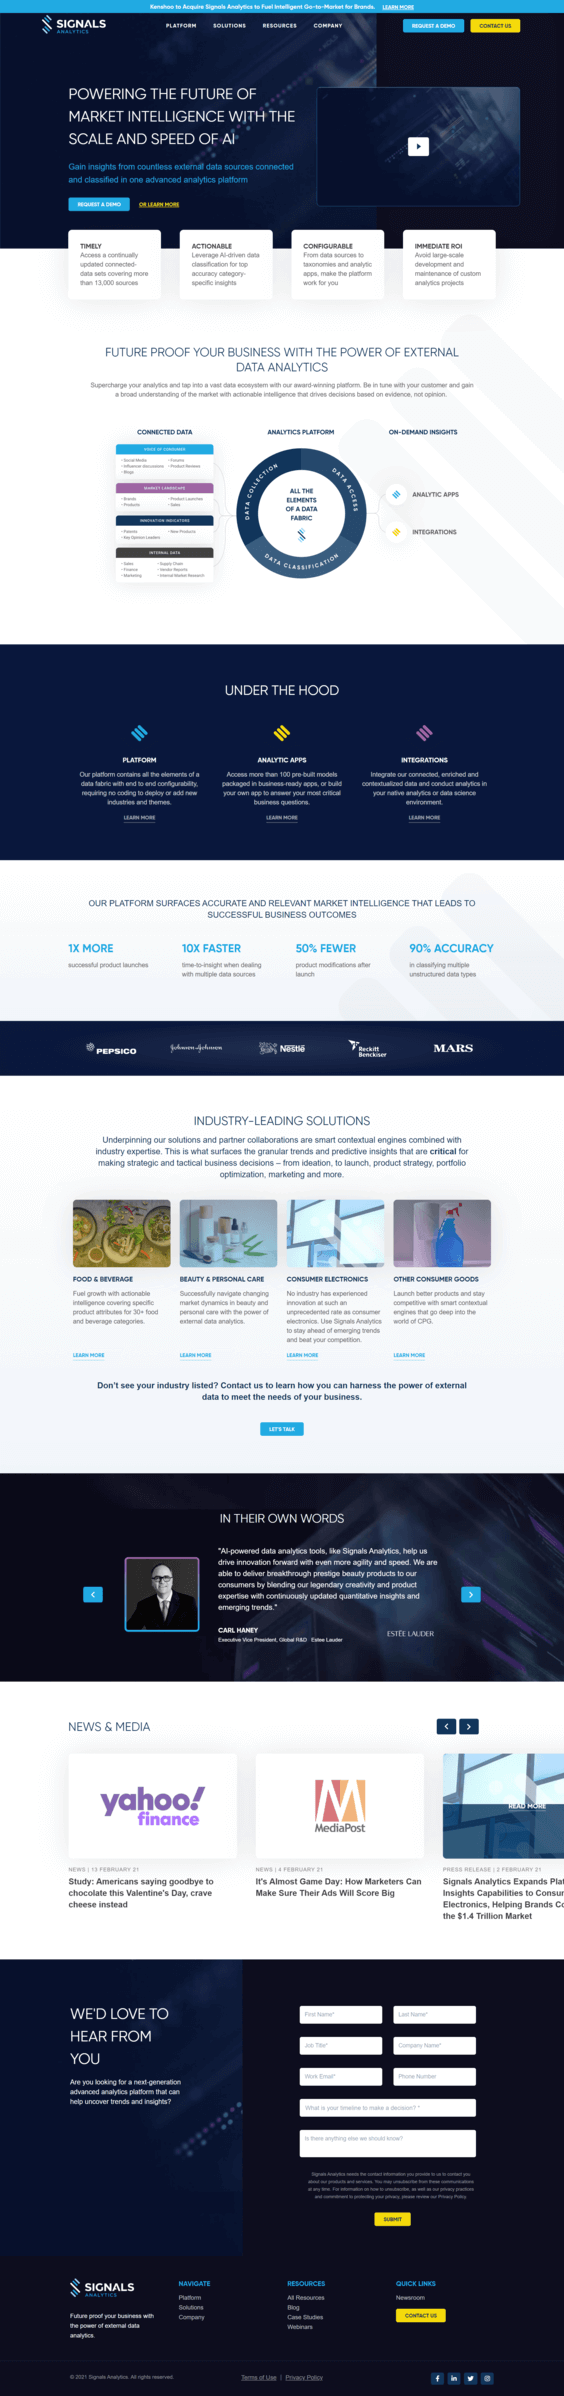 Kenshoo to Acquire Signals Analytics to Fuel Intelligent Go-to-Market for Brands. LEARN MORE
SIGNALS
ANALYTICS
PLATFORM SOLUTIONS RESOURCES COMPANY
REQUEST A DEMO CONTACT US
POWERING THE FUTURE OF
MARKET INTELLIGENCE WITH THE
SCALE AND SPEED OF AI
Gain insights from countless external data sources connected
and classified in one advanced analytics platform
REQUEST A DEMO OR LEARN MORE
TIMELY
Access a continually
updated connected-
data sets covering more
than 13,000 sources
ACTIONABLE
Leverage AI-driven data
classification for top
accuracy category-
specific insights
CONFIGURABLE
From data sources to
taxonomies and analytic
apps, make the platform
work for you
IMMEDIATE ROI
Avoid large-scale
development and
maintenance of custom
analytics projects
FUTURE PROOF YOUR BUSINESS WITH THE POWER OF EXTERNAL
DATA ANALYTICS
Supercharge your analytics and tap into a vast data ecosystem with our award-winning platform. Be in tune with your customer and gain
a broad understanding of the market with actionable intelligence that drives decisions based on evidence, not opinion.
CONNECTED DATA
VOICE OF CONSUMER
• Social Media • Forums
• Influencer discussions • Product Reviews
• Blogs
MARKET LANDSCAPE
• Brands • Product Launches
• Products • Sales
INNOVATION INDICATORS
• Patents • New Products
• Key Opinion Leaders
INTERNAL DATA
• Sales • Supply Chain
• Finance • Vendor Reports
• Marketing • Internal Market Research
ANALYTICS PLATFORM
DATA COLLECTION
DATA ACCESS
DATA CLASSIFICATION
ALL THE
ELEMENTS
OF A DATA
FABRIC
ON-DEMAND INSIGHTS
ANALYTIC APPS
INTEGRATIONS
UNDER THE HOOD
PLATFORM
Our platform contains all the elements of a
data fabric with end to end configurability,
requiring no coding to deploy or add new
industries and themes.
LEARN MORE
ANALYTIC APPS
Access more than 100 pre-built models
packaged in business-ready apps, or build
your own app to answer your most critical
business questions.
LEARN MORE
INTEGRATIONS
Integrate our connected, enriched and
contextualized data and conduct analytics in
your native analytics or data science
environment.
LEARN MORE
OUR PLATFORM SURFACES ACCURATE AND RELEVANT MARKET INTELLIGENCE THAT LEADS TO
SUCCESSFUL BUSINESS OUTCOMES
1X MORE
successful product launches
10X FASTER
time-to-insight when dealing
with multiple data sources
50% FEWER
product modifications after
launch
90% ACCURACY
in classifying multiple
unstructured data types
PEPSICO
Johnson & Johnson
Nestlé
Reckitt
Benckiser
MARS
INDUSTRY-LEADING SOLUTIONS
Underpinning our solutions and partner collaborations are smart contextual engines combined with
industry expertise. This is what surfaces the granular trends and predictive insights that are critical for
making strategic and tactical business decisions – from ideation, to launch, product strategy, portfolio
optimization, marketing and more.
FOOD & BEVERAGE
Fuel growth with actionable
intelligence covering specific
product attributes for 30+ food
and beverage categories.
LEARN MORE
BEAUTY & PERSONAL CARE
Successfully navigate changing
market dynamics in beauty and
personal care with the power of
external data analytics.
LEARN MORE
CONSUMER ELECTRONICS
No industry has experienced
innovation at such an
unprecedented rate as consumer
electronics. Use Signals Analytics
to stay ahead of emerging trends
and beat your competition.
LEARN MORE
OTHER CONSUMER GOODS
Launch better products and stay
competitive with smart contextual
engines that go deep into the
world of CPG.
LEARN MORE
Don't see your industry listed? Contact us to learn how you can harness the power of external
data to meet the needs of your business.
LET'S TALK
IN THEIR OWN WORDS
"AI-powered data analytics tools, like Signals Analytics, help us
drive innovation forward with even more agility and speed. We are
able to deliver breakthrough prestige beauty products to our
consumers by blending our legendary creativity and product
expertise with continuously updated quantitative insights and
emerging trends."
CARL HANEY
Executive Vice President, Global R&D Estee Lauder
ESTĒE LAUDER
NEWS & MEDIA
yahoo!
finance
NEWS | 13 FEBRUARY 21
Study: Americans saying goodbye to
chocolate this Valentine's Day, crave
cheese instead
MediaPost
NEWS | 4 FEBRUARY 21
It's Almost Game Day: How Marketers Can
Make Sure Their Ads Will Score Big
READ MORE
PRESS RELEASE | 2 FEBRUARY 21
Signals Analytics Expands Plat
Insights Capabilities to Consu
Electronics, Helping Brands Co
the $1.4 Trillion Market
WE'D LOVE TO
HEAR FROM
YOU
Are you looking for a next-generation
advanced analytics platform that can
help uncover trends and insights?
First Name* Last Name*
Job Title* Company Name*
Work Email* Phone Number
What is your timeline to make a decision? *
Is there anything else we should know?
Signals Analytics needs the contact information you provide to us to contact you
about our products and services. You may unsubscribe from these communications
at any time. For information on how to unsubscribe, as well as our privacy practices
and commitment to protecting your privacy, please review our Privacy Policy.
SUBMIT
SIGNALS
ANALYTICS
Future proof your business with
the power of external data
analytics.
NAVIGATE
Platform
Solutions
Company
RESOURCES
All Resources
Blog
Case Studies
Webinars
QUICK LINKS
Newsroom
CONTACT US
© 2021 Signals Analytics. All rights reserved.
Terms of Use | Privacy Policy